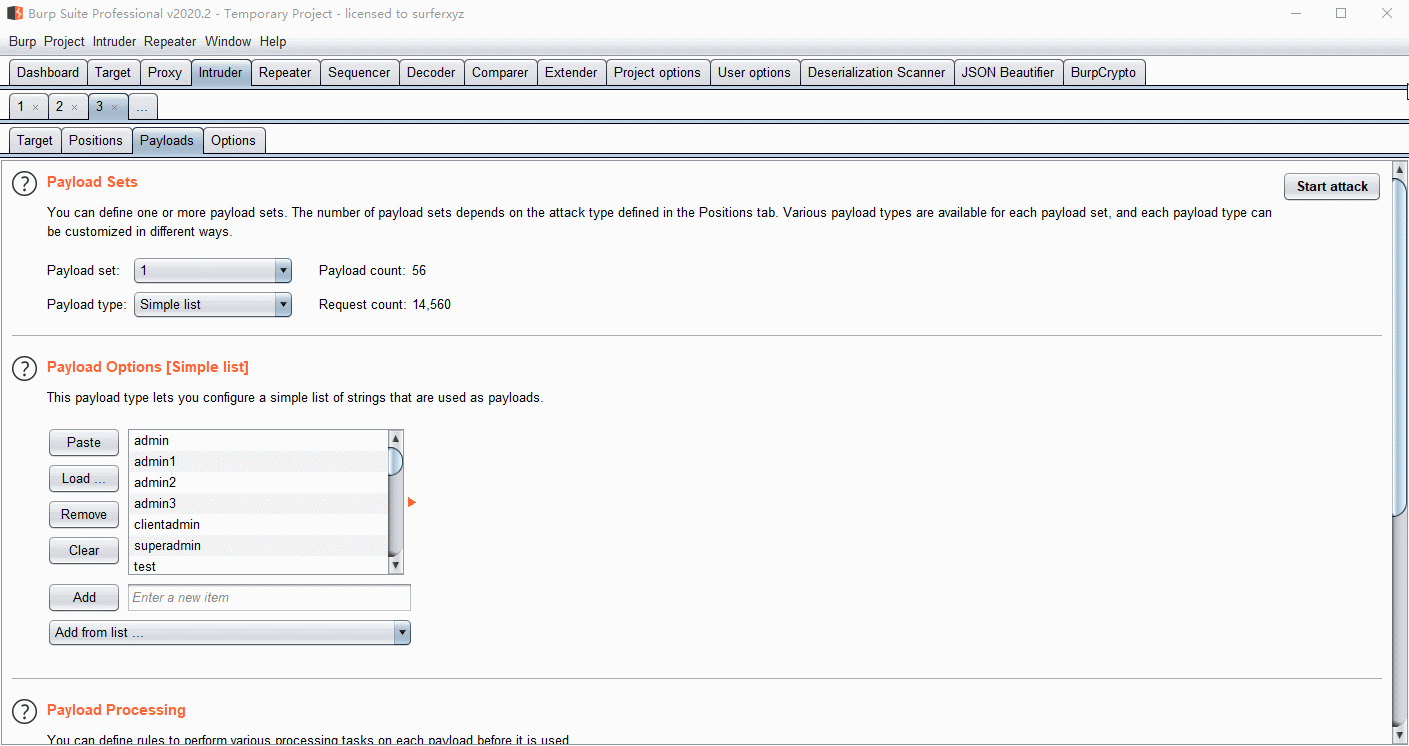 Burp Suite Professional v2020.2 - Temporary Project - licensed to surferxyz
Burp Project Intruder Repeater Window Help
Dashboard Target Proxy Intruder Repeater Sequencer Decoder Comparer Extender Project options User options Deserialization Scanner JSON Beautifier BurpCrypto
1 × 2 × 3 × ...
Target Positions Payloads Options
? Payload Sets Start attack
You can define one or more payload sets. The number of payload sets depends on the attack type defined in the Positions tab. Various payload types are available for each payload set, and each payload type can
be customized in different ways.
Payload set: 1 Payload count: 56
Payload type: Simple list Request count: 14,560
? Payload Options [Simple list]
This payload type lets you configure a simple list of strings that are used as payloads.
Paste admin
admin1
Load ... admin2
admin3
Remove clientadmin
Clear superadmin
test
Add Enter a new item
Add from list ...
? Payload Processing
You can define rules to perform various processing tasks on each payload before it is used